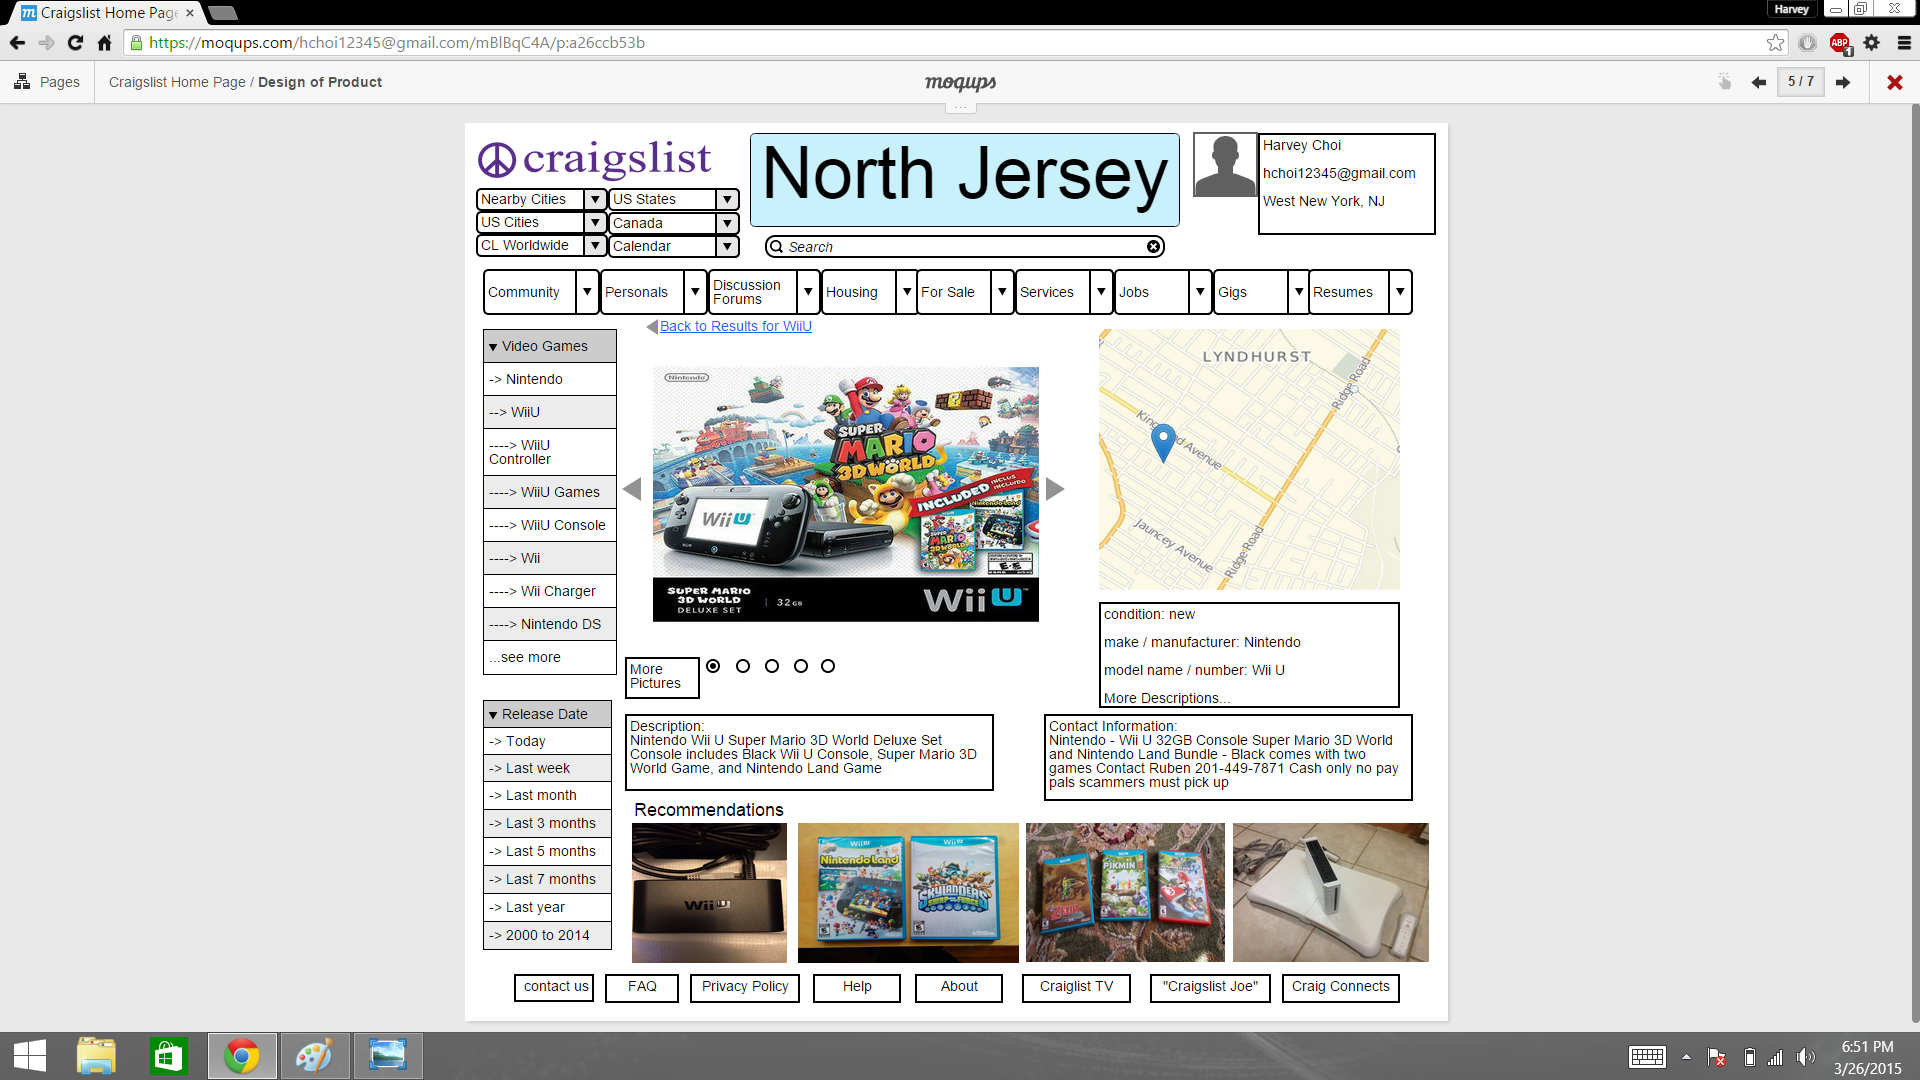 Craigslist Home Page
Harvey
https://moqups.com/hchoi12345@gmail.com/mBlBqC4A/p:a26ccb53b
ABP
1
Pages
Craigslist Home Page / Design of Product
moqups
5 / 7
craigslist
North Jersey
Harvey Choi
hchoi12345@gmail.com
West New York, NJ
Nearby Cities
US States
US Cities
Canada
CL Worldwide
Calendar
Search
Community
Personals
Discussion
Forums
Housing
For Sale
Services
Jobs
Gigs
Resumes
Back to Results for WiiU
Video Games
-> Nintendo
--> WiiU
----> WiiU
Controller
----> WiiU Games
----> WiiU Console
----> Wii
----> Wii Charger
----> Nintendo DS
...see more
Nintendo
SUPER
MARIO
3D WORLD
INCLUDED
INCLUS
INCLUIDO
Wii U
SUPER MARIO
3D WORLD
DELUXE SET
32GB
Wii U
LYNDHURST
Ridge Road
Avenue
Jauncey Avenue
Ridge Road
More
Pictures
condition: new
make / manufacturer: Nintendo
model name / number: Wii U
More Descriptions...
Release Date
-> Today
-> Last week
-> Last month
-> Last 3 months
-> Last 5 months
-> Last 7 months
-> Last year
-> 2000 to 2014
Description:
Nintendo Wii U Super Mario 3D World Deluxe Set
Console includes Black Wii U Console, Super Mario 3D
World Game, and Nintendo Land Game
Contact Information:
Nintendo - Wii U 32GB Console Super Mario 3D World
and Nintendo Land Bundle - Black comes with two
games Contact Ruben 201-449-7871 Cash only no pay
pals scammers must pick up
Recommendations
Wii U
Wii U
Nintendo Land
Wii U
SKYLANDERS
SWAP FORCE
ZELDA
PIKMIN
contact us
FAQ
Privacy Policy
Help
About
Craiglist TV
"Craigslist Joe"
Craig Connects
6:51 PM
3/26/2015